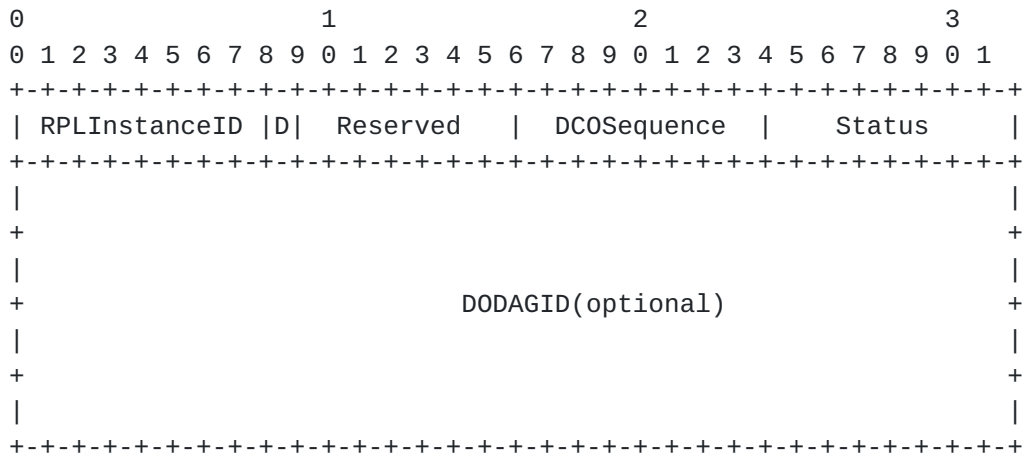 0                   1                   2                   3
0 1 2 3 4 5 6 7 8 9 0 1 2 3 4 5 6 7 8 9 0 1 2 3 4 5 6 7 8 9 0 1
+-+-+-+-+-+-+-+-+-+-+-+-+-+-+-+-+-+-+-+-+-+-+-+-+-+-+-+-+-+-+-+-+
| RPLInstanceID |D|  Reserved   |  DCOSequence  |    Status     |
+-+-+-+-+-+-+-+-+-+-+-+-+-+-+-+-+-+-+-+-+-+-+-+-+-+-+-+-+-+-+-+-+
|                                                               |
+                                                               +
|                                                               |
+                            DODAGID(optional)                  +
|                                                               |
+                                                               +
|                                                               |
+-+-+-+-+-+-+-+-+-+-+-+-+-+-+-+-+-+-+-+-+-+-+-+-+-+-+-+-+-+-+-+-+